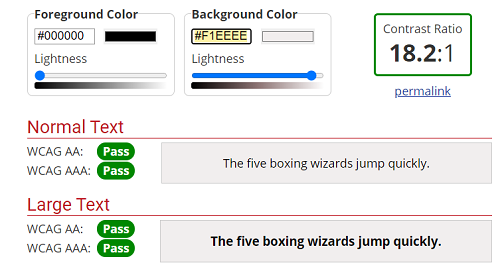 Foreground Color
#000000
Lightness
Background Color
#F1EEEE
Lightness
Contrast Ratio
18.2:1
permalink
Normal Text
WCAG AA: Pass
WCAG AAA: Pass
The five boxing wizards jump quickly.
Large Text
WCAG AA: Pass
WCAG AAA: Pass
The five boxing wizards jump quickly.